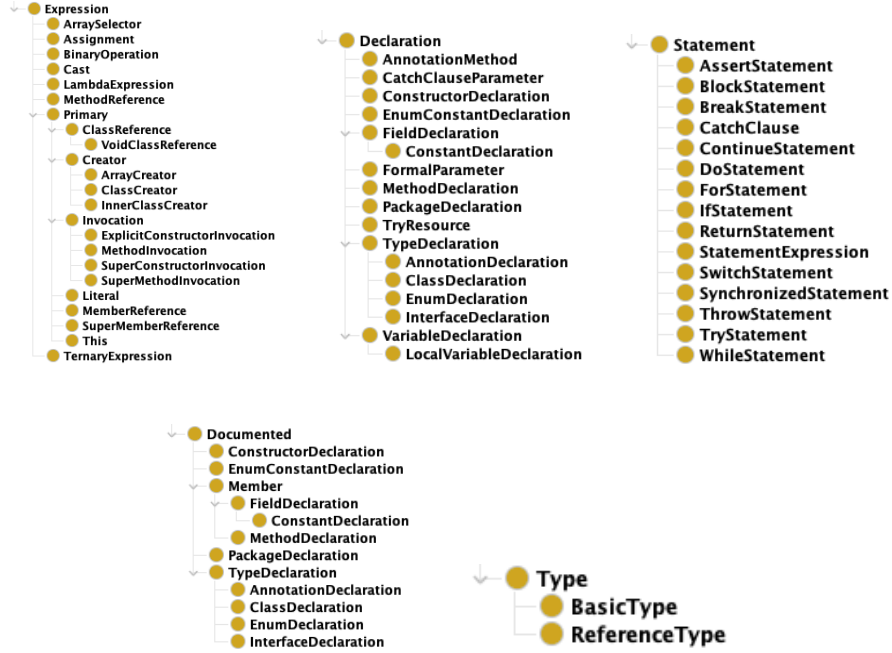 Expression
ArraySelector
Assignment
BinaryOperation
Cast
LambdaExpression
MethodReference
Primary
ClassReference
VoidClassReference
Creator
ArrayCreator
ClassCreator
InnerClassCreator
Invocation
ExplicitConstructorInvocation
MethodInvocation
SuperConstructorInvocation
SuperMethodInvocation
Literal
MemberReference
SuperMemberReference
This
TernaryExpression
Declaration
AnnotationMethod
CatchClauseParameter
ConstructorDeclaration
EnumConstantDeclaration
FieldDeclaration
ConstantDeclaration
FormalParameter
MethodDeclaration
PackageDeclaration
TryResource
TypeDeclaration
AnnotationDeclaration
ClassDeclaration
EnumDeclaration
InterfaceDeclaration
VariableDeclaration
LocalVariableDeclaration
Statement
AssertStatement
BlockStatement
BreakStatement
CatchClause
ContinueStatement
DoStatement
ForStatement
IfStatement
ReturnStatement
StatementExpression
SwitchStatement
SynchronizedStatement
ThrowStatement
TryStatement
WhileStatement
Documented
ConstructorDeclaration
EnumConstantDeclaration
Member
FieldDeclaration
ConstantDeclaration
MethodDeclaration
PackageDeclaration
TypeDeclaration
AnnotationDeclaration
ClassDeclaration
EnumDeclaration
InterfaceDeclaration
Type
BasicType
ReferenceType